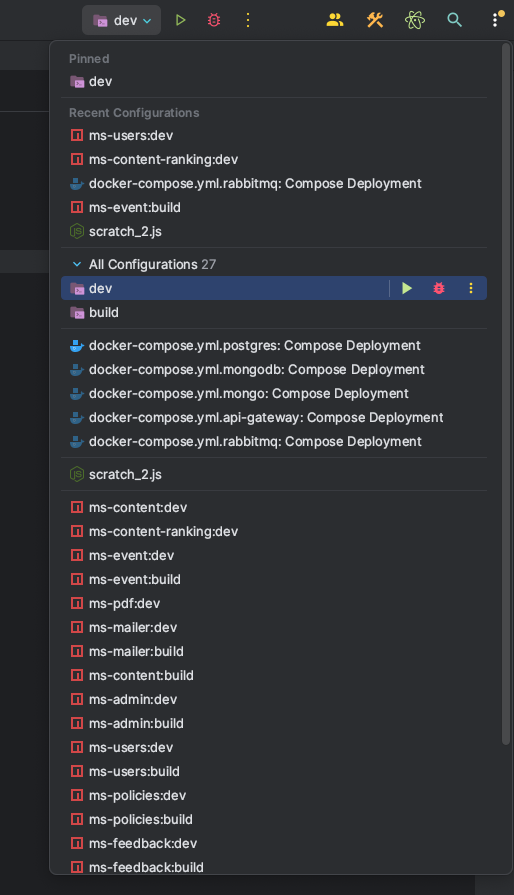 dev
Pinned
dev
Recent Configurations
ms-users:dev
ms-content-ranking:dev
docker-compose.yml.rabbitmq: Compose Deployment
ms-event:build
scratch_2.js
All Configurations 27
dev
build
docker-compose.yml.postgres: Compose Deployment
docker-compose.yml.mongodb: Compose Deployment
docker-compose.yml.mongo: Compose Deployment
docker-compose.yml.api-gateway: Compose Deployment
docker-compose.yml.rabbitmq: Compose Deployment
scratch_2.js
ms-content:dev
ms-content-ranking:dev
ms-event:dev
ms-event:build
ms-pdf:dev
ms-mailer:dev
ms-mailer:build
ms-content:build
ms-admin:dev
ms-admin:build
ms-users:dev
ms-users:build
ms-policies:dev
ms-policies:build
ms-feedback:dev
ms-feedback:build